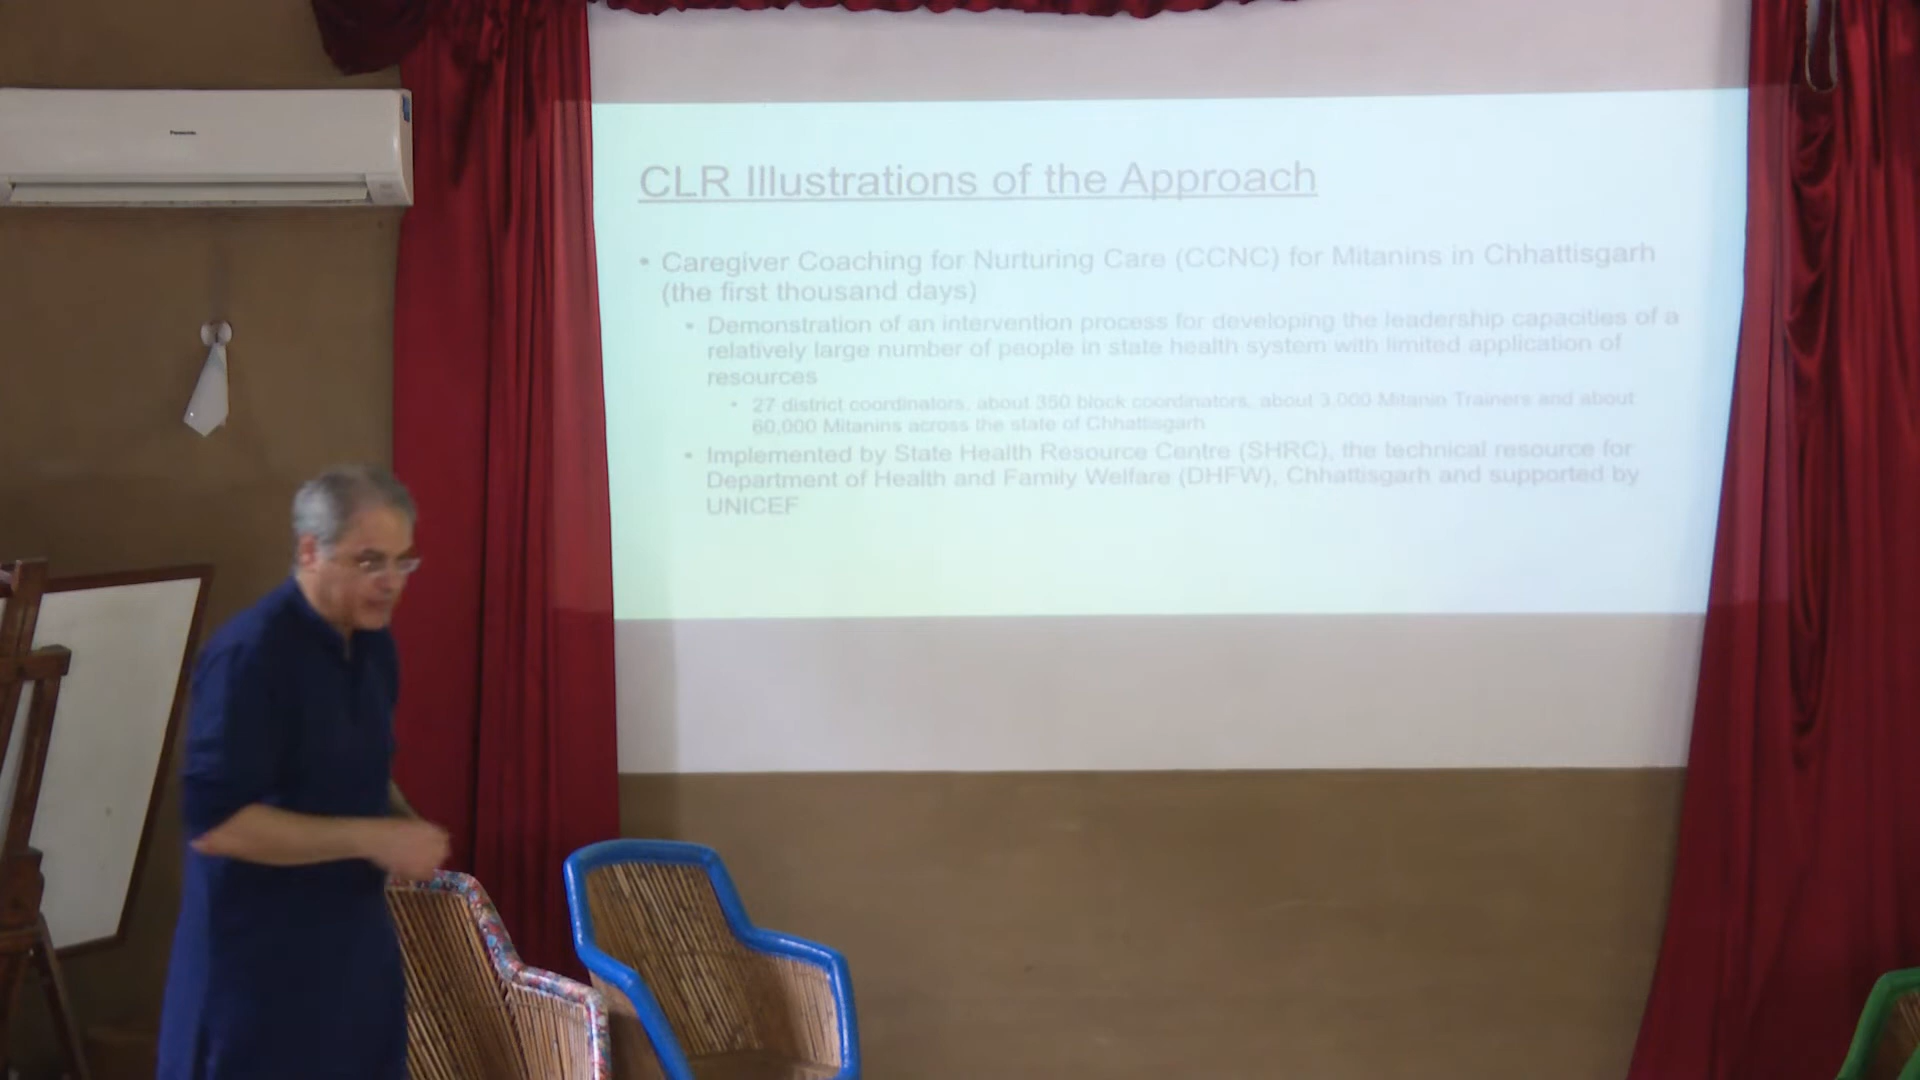 Panasonic
CLR Illustrations of the Approach
• Caregiver Coaching for Nurturing Care (CCNC) for Mitanins in Chhattisgarh
(the first thousand days)
• Demonstration of an intervention process for developing the leadership capacities of a
relatively large number of people in state health system with limited application of
resources
• 27 district coordinators, about 350 block coordinators, about 3,000 Mitanin Trainers and about
60,000 Mitanins across the state of Chhattisgarh
• Implemented by State Health Resource Centre (SHRC), the technical resource for
Department of Health and Family Welfare (DHFW), Chhattisgarh and supported by
UNICEF